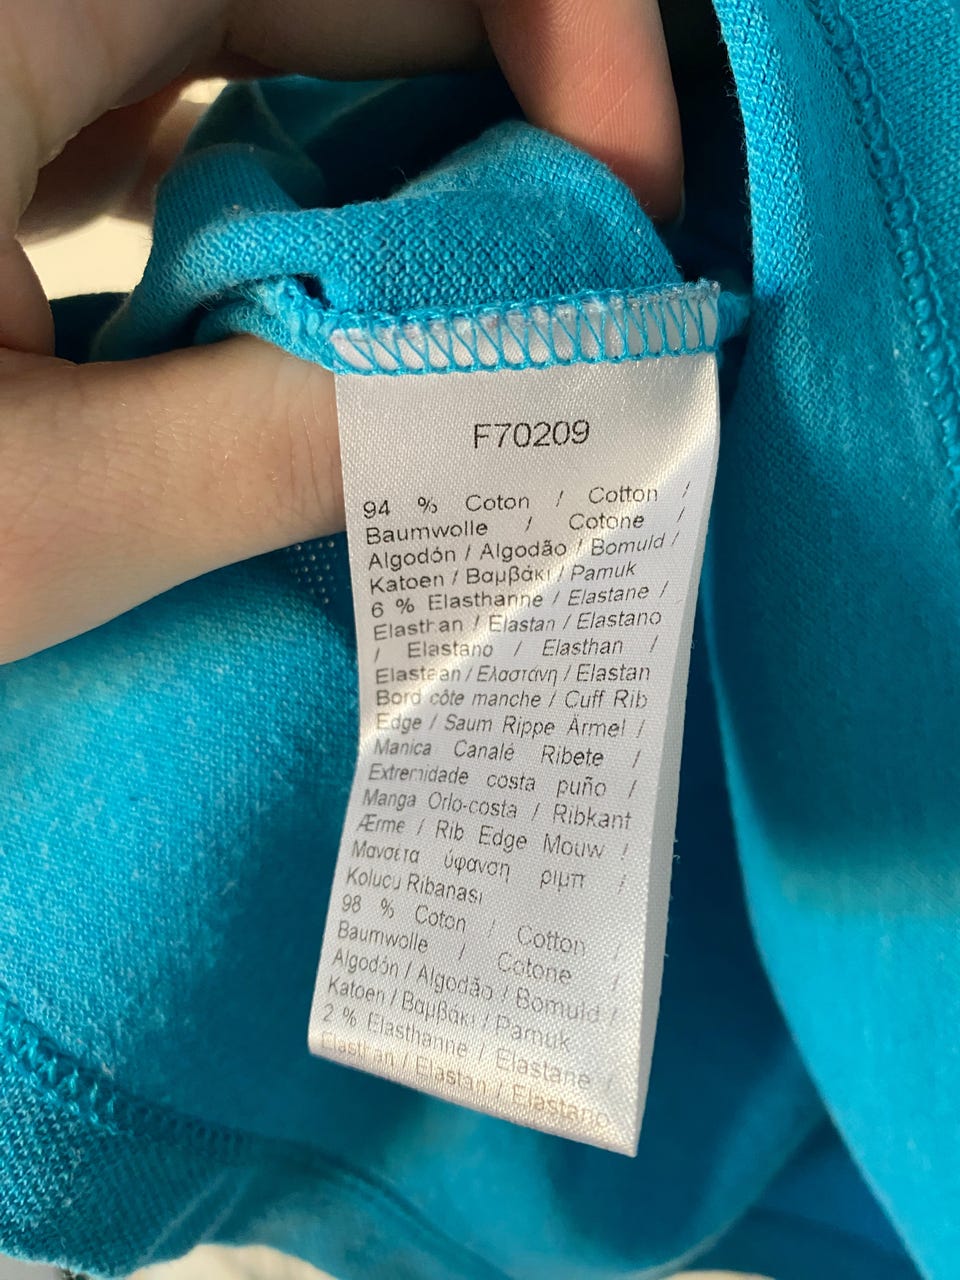 F70209
94 % Coton / Cotton /
Baumwolle / Cotone /
Algodón / Algodão / Bomuld /
Katoen / Βαμβάκι / Pamuk
6 % Elasthanne / Elastane /
Elasthan / Elastan / Elastano
/ Elastano / Elasthan /
Elastaan / Ελαστάνη / Elastan
Bord côte manche / Cuff Rib
Edge / Saum Rippe Ärmel /
Manica Canalé Ribete /
Extremidade costa puño /
Manga Orlo-costa / Ribkant
Ærme / Rib Edge Mouw /
Μανσέτα ύφανση ριμπ /
Kolucu Ribanasi
98 % Coton / Cotton /
Baumwolle / Cotone /
Algodón / Algodão / Bomuld /
Katoen / Βαμβάκι / Pamuk
2 % Elasthanne / Elastane /
Elasthan / Elastan / Elastano